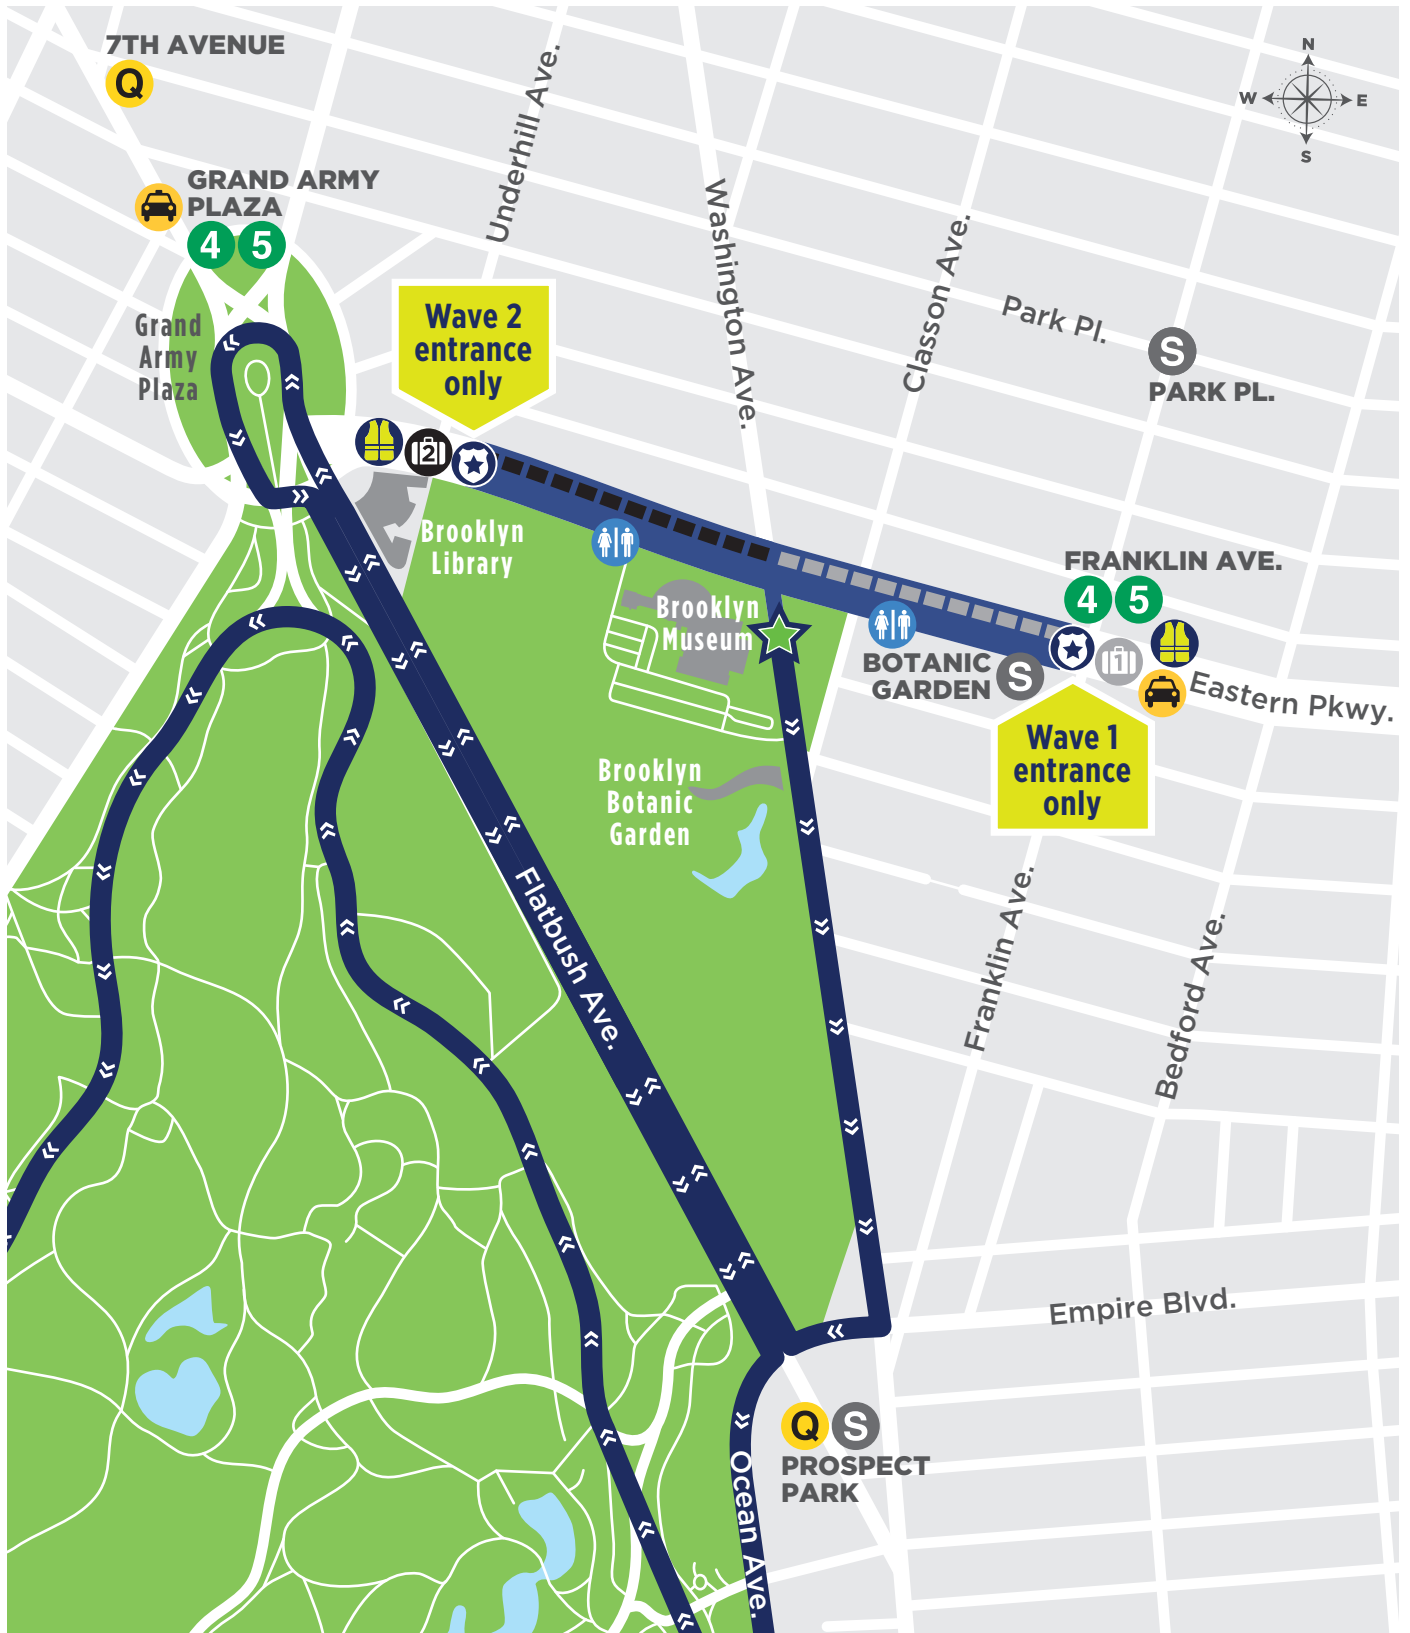 7TH AVENUE
Q
N
W E
S
GRAND ARMY
PLAZA
4 5
Underhill Ave.
Washington Ave.
Classon Ave.
Park Pl.
S
PARK PL.
Grand
Army
Plaza
Wave 2
entrance
only
2
Brooklyn
Library
Brooklyn
Museum
FRANKLIN AVE.
4 5
BOTANIC
GARDEN
S
1
Eastern Pkwy.
Wave 1
entrance
only
Brooklyn
Botanic
Garden
Flatbush Ave.
Franklin Ave.
Bedford Ave.
Empire Blvd.
Q S
PROSPECT
PARK
Ocean Ave.